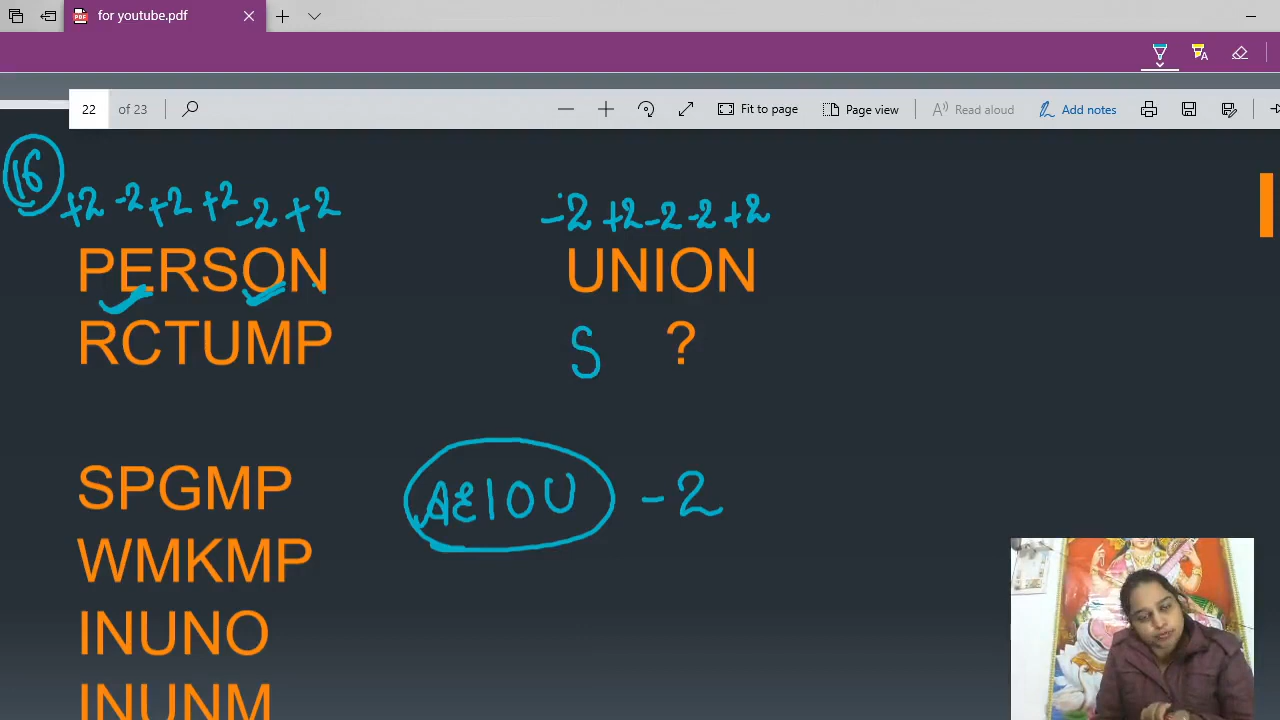 for youtube.pdf
22 of 23 Fit to page Page view Read aloud Add notes
16
+2 -2 +2 +2 -2 +2 -2 +2 -2 -2 +2
PERSON UNION
RCTUMP S ?
SPGMP AEIOU -2
WMKMP
INUNO
INUNM